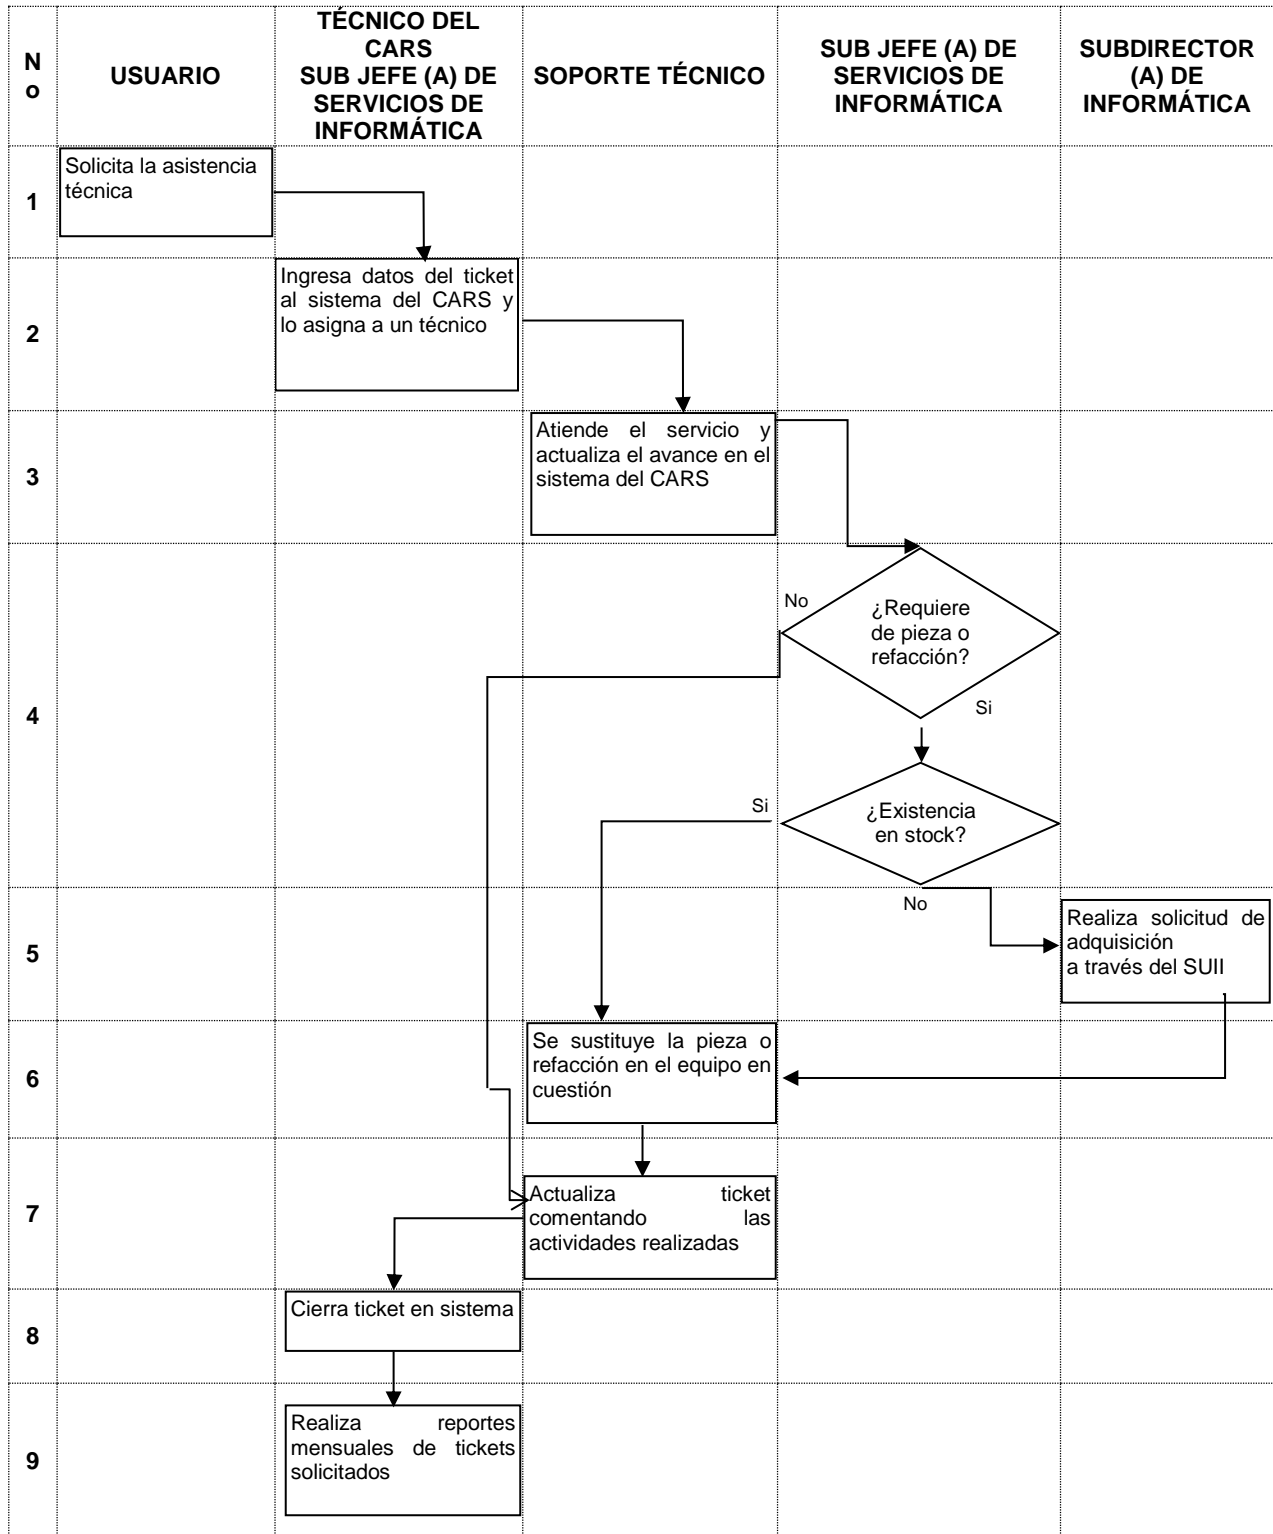 N
o
USUARIO
TÉCNICO DEL
CARS
SUB JEFE (A) DE
SERVICIOS DE
INFORMÁTICA
SOPORTE TÉCNICO
SUB JEFE (A) DE
SERVICIOS DE
INFORMÁTICA
SUBDIRECTOR
(A) DE
INFORMÁTICA
1
Solicita la asistencia
técnica
2
Ingresa datos del ticket
al sistema del CARS y
lo asigna a un técnico
3
Atiende el servicio y
actualiza el avance en el
sistema del CARS
4
No
¿Requiere
de pieza o
refacción?
Si
Si
¿Existencia
en stock?
No
5
Realiza solicitud de
adquisición
a través del SUII
6
Se sustituye la pieza o
refacción en el equipo en
cuestión
7
Actualiza ticket
comentando las
actividades realizadas
8
Cierra ticket en sistema
9
Realiza reportes
mensuales de tickets
solicitados